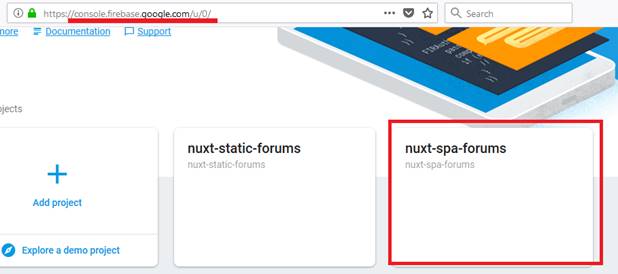 https://console.firebase.google.com/u/0/
Search
more
Documentation
Support
ojects
nuxt-static-forums
nuxt-static-forums
nuxt-spa-forums
nuxt-spa-forums
Add project
Explore a demo project